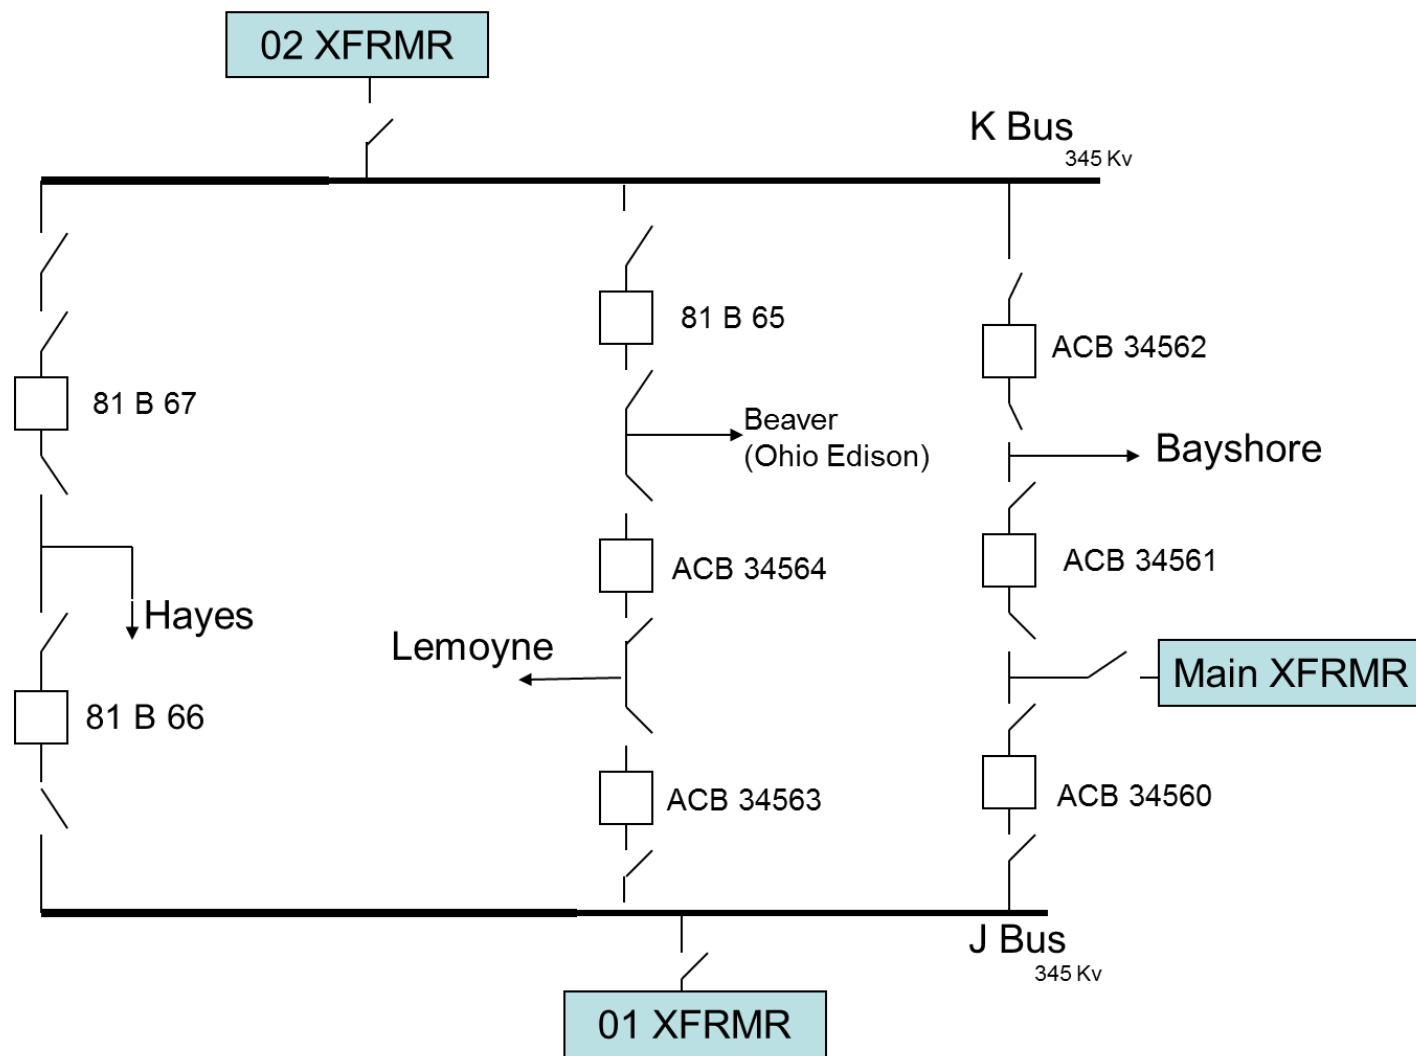 02 XFRMR
K Bus
345 Kv
81 B 65
ACB 34562
81 B 67
Beaver
(Ohio Edison)
Bayshore
ACB 34564
ACB 34561
Hayes
Lemoyne
Main XFRMR
81 B 66
ACB 34563
ACB 34560
J Bus
345 Kv
01 XFRMR